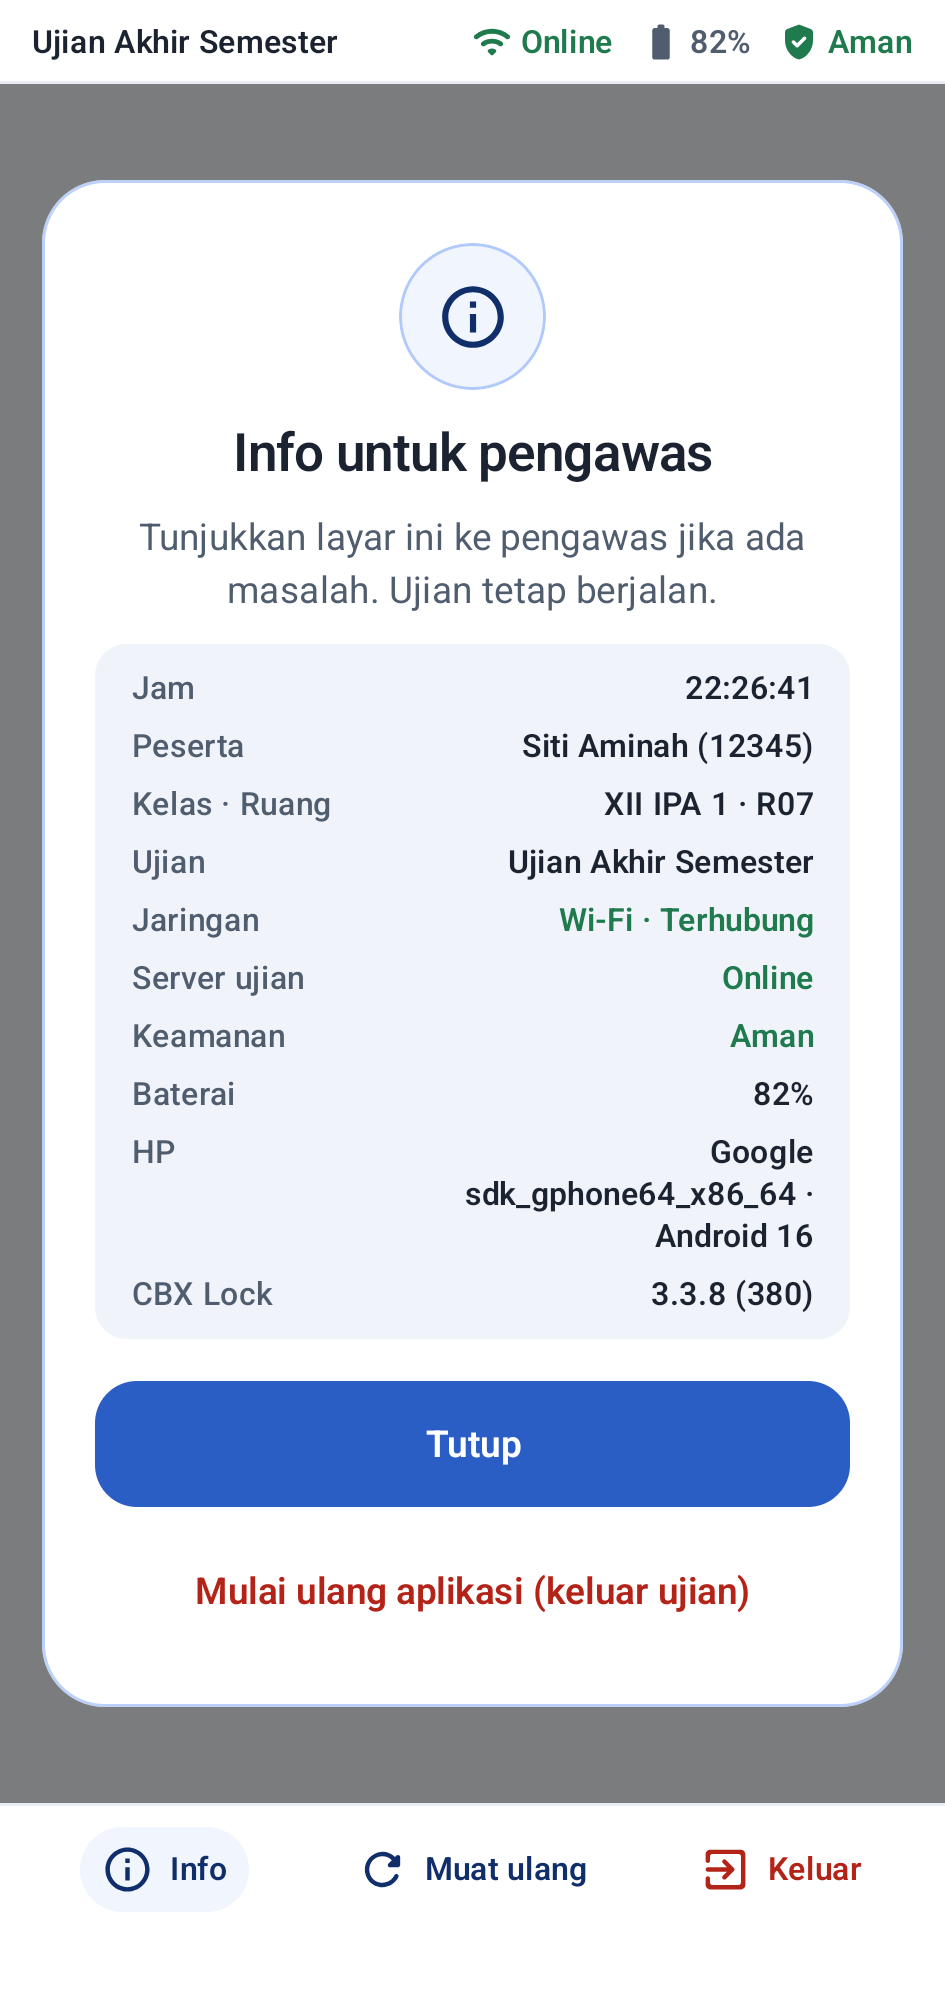 Ujian Akhir Semester
Online
82%
Aman
Info untuk pengawas
Tunjukkan layar ini ke pengawas jika ada
masalah. Ujian tetap berjalan.
Jam 22:26:41
Peserta Siti Aminah (12345)
Kelas · Ruang XII IPA 1 · R07
Ujian Ujian Akhir Semester
Jaringan Wi-Fi · Terhubung
Server ujian Online
Keamanan Aman
Baterai 82%
HP Google
sdk_gphone64_x86_64 ·
Android 16
CBX Lock 3.3.8 (380)
Tutup
Mulai ulang aplikasi (keluar ujian)
Info
Muat ulang
Keluar